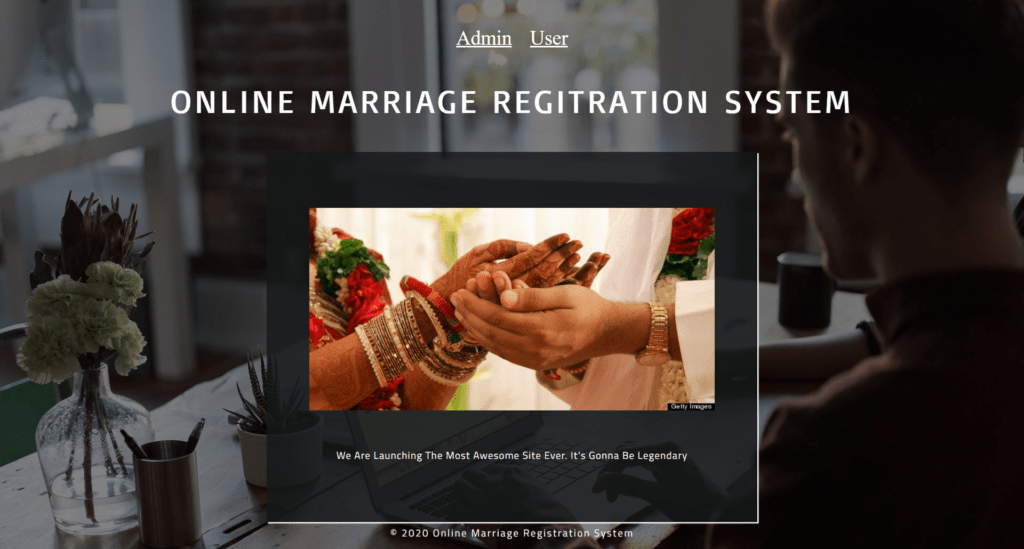 Admin User
ONLINE MARRIAGE REGITRATION SYSTEM
Getty Images
We Are Launching The Most Awesome Site Ever. It's Gonna Be Legendary
© 2020 Online Marriage Registration System